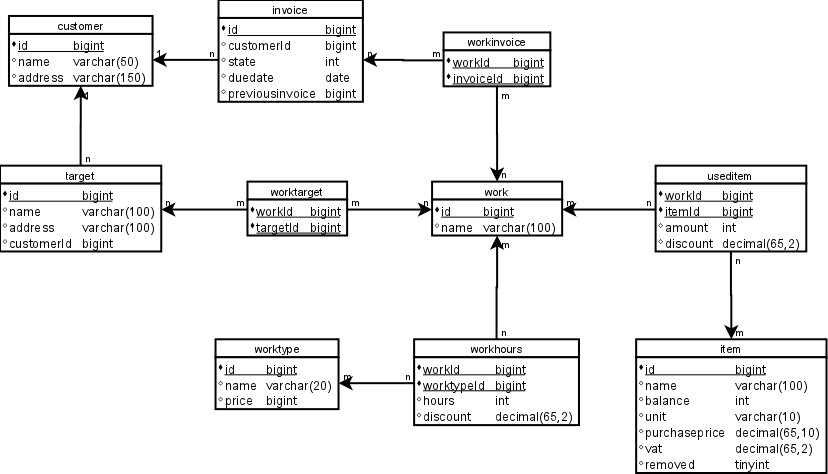 customer
id bigint
name varchar(50)
address varchar(150)
invoice
id bigint
customerId bigint
state int
duedate date
previousinvoice bigint
workinvoice
workId bigint
invoiceId bigint
1 n
n m
1
n
m
n
target
id bigint
name varchar(100)
address varchar(100)
customerId bigint
worktarget
workId bigint
targetId bigint
work
id bigint
name varchar(100)
useditem
workId bigint
itemId bigint
amount int
discount decimal(65,2)
n m
m n
m n
m
n
n
m
worktype
id bigint
name varchar(20)
price bigint
workhours
workId bigint
worktypeId bigint
hours int
discount decimal(65,2)
m n
item
id bigint
name varchar(100)
balance int
unit varchar(10)
purchaseprice decimal(65,10)
vat decimal(65,2)
removed tinyint